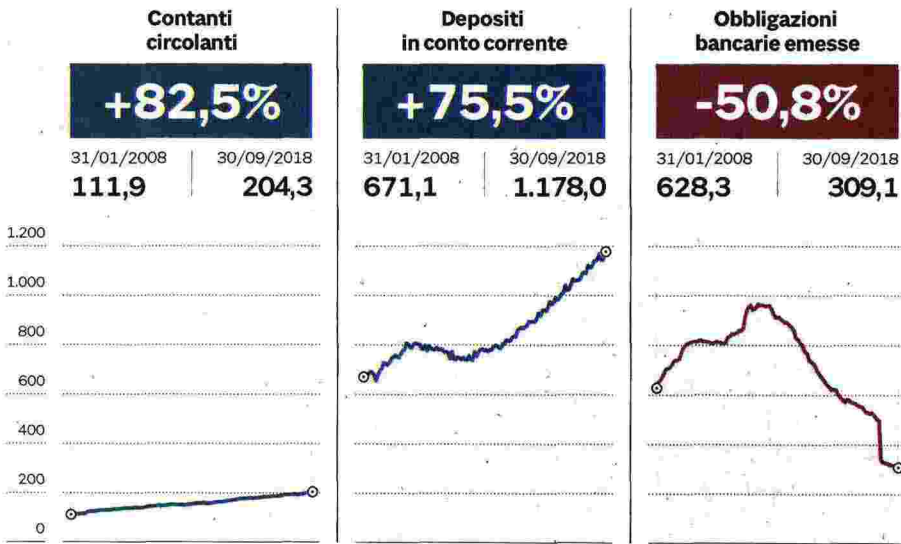 Contanti
circolanti
+82,5%
31/01/2008 30/09/2018
111,9 204,3
Depositi
in conto corrente
+75,5%
31/01/2008 30/09/2018
671,1 1.178,0
Obbligazioni
bancarie emesse
-50,8%
31/01/2008 30/09/2018
628,3 309,1
1.200
1.000
800
600
400
200
0